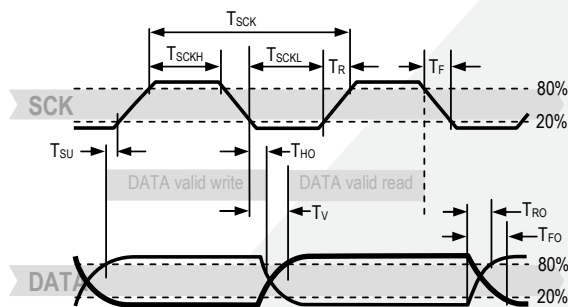 TSCK
TSCKH TSCKL TR TF
SCK
80%
20%
TSU THO
DATA valid write DATA valid read
TV
TRO
TFO
DATA
80%
20%